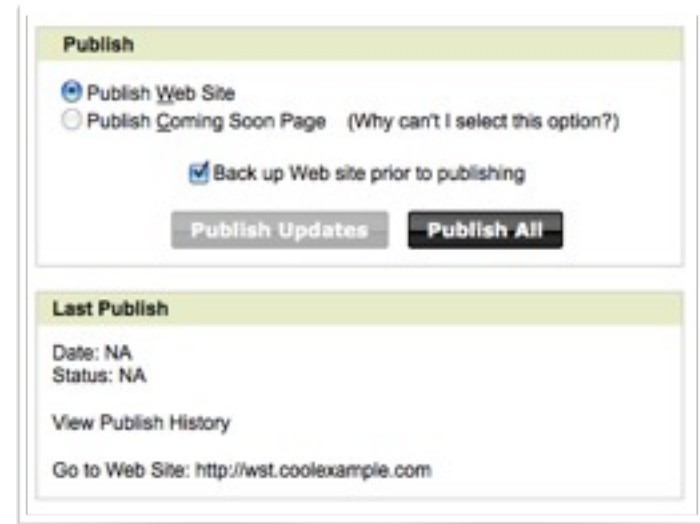 Publish
Publish Web Site
Publish Coming Soon Page (Why can't I select this option?)
Back up Web site prior to publishing
Publish Updates Publish All
Last Publish
Date: NA
Status: NA
View Publish History
Go to Web Site: http://wst.coolexample.com